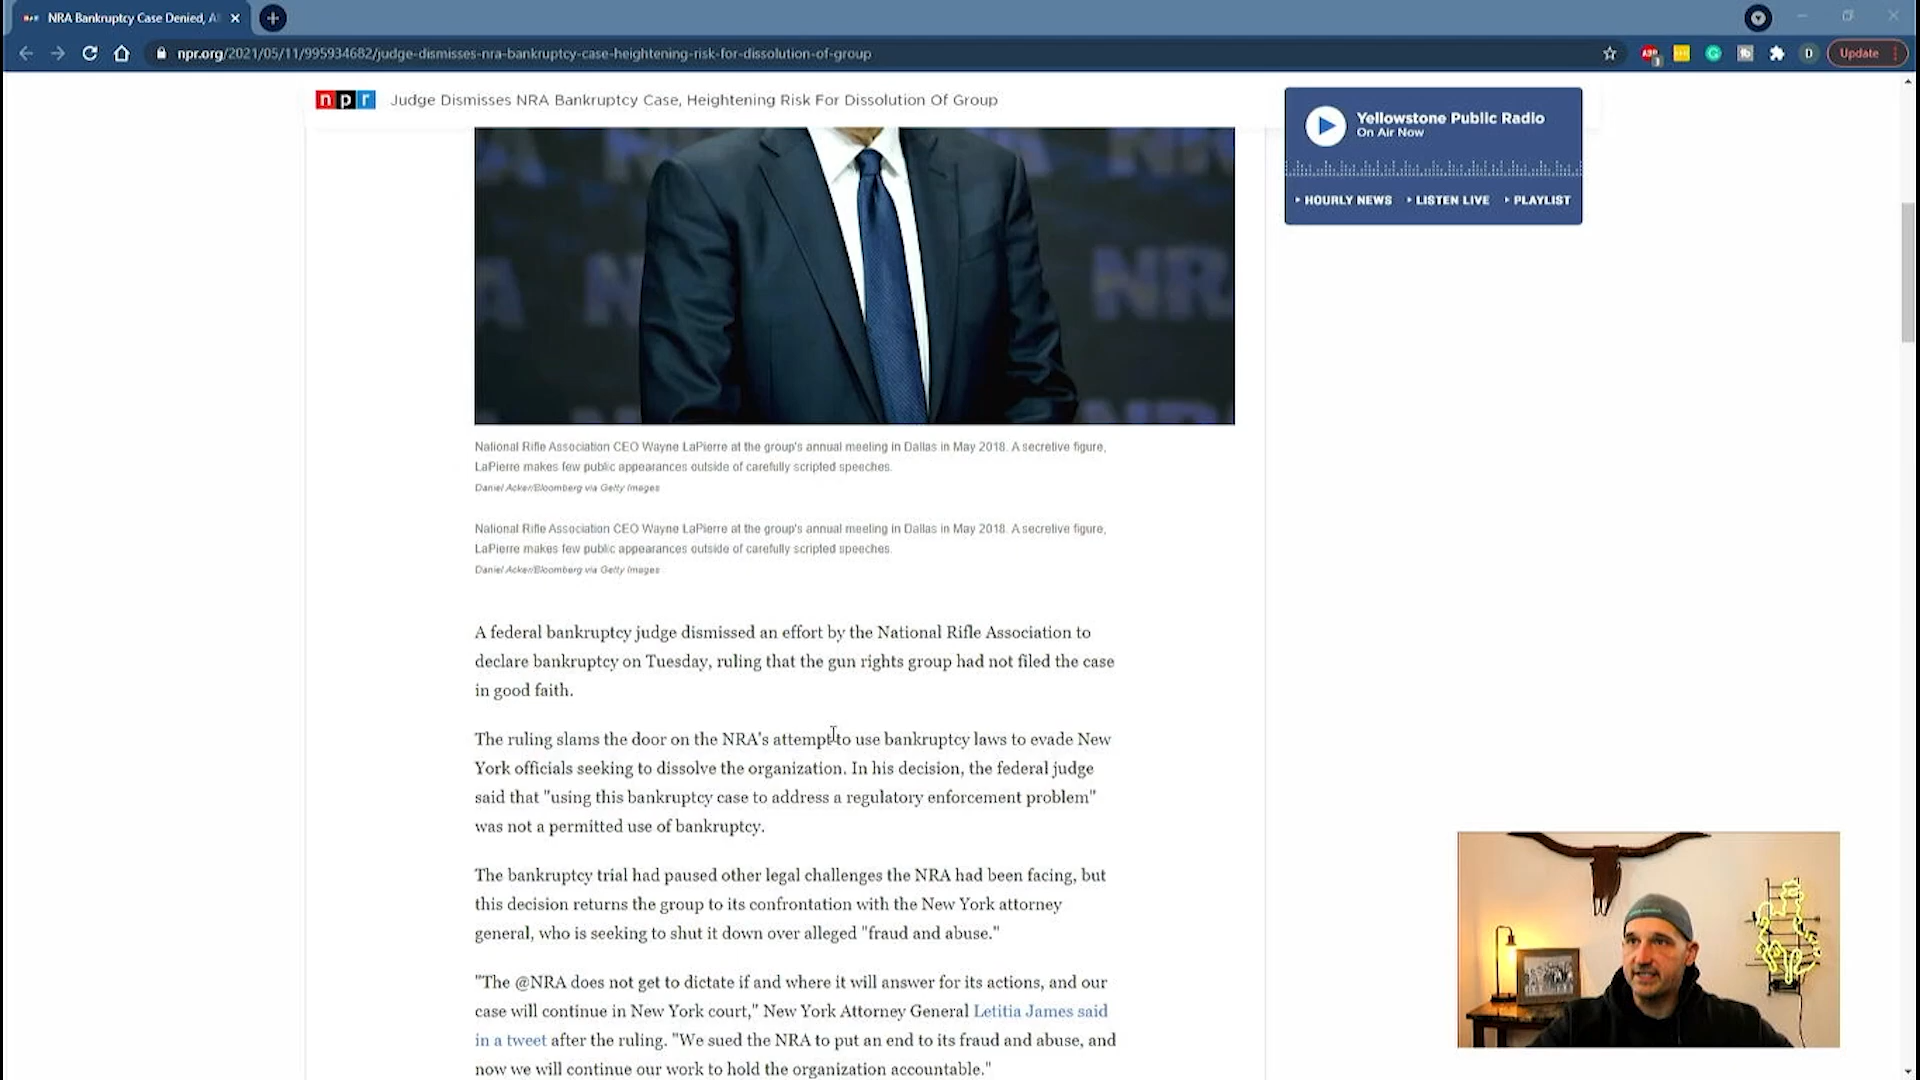 NRA Bankruptcy Case Denied, A
npr.org/2021/05/11/995934682/judge-dismisses-nra-bankruptcy-case-heightening-risk-for-dissolution-of-group
ABP
3
D
Update
npr
Judge Dismisses NRA Bankruptcy Case, Heightening Risk For Dissolution Of Group
Yellowstone Public Radio
On Air Now
HOURLY NEWS
LISTEN LIVE
PLAYLIST
NRA
National Rifle Association CEO Wayne LaPierre at the group's annual meeting in Dallas in May 2018. A secretive figure,
LaPierre makes few public appearances outside of carefully scripted speeches.
Daniel Acker/Bloomberg via Getty Images
National Rifle Association CEO Wayne LaPierre at the group's annual meeting in Dallas in May 2018. A secretive figure,
LaPierre makes few public appearances outside of carefully scripted speeches.
Daniel Acker/Bloomberg via Getty Images
A federal bankruptcy judge dismissed an effort by the National Rifle Association to
declare bankruptcy on Tuesday, ruling that the gun rights group had not filed the case
in good faith.
The ruling slams the door on the NRA's attempt to use bankruptcy laws to evade New
York officials seeking to dissolve the organization. In his decision, the federal judge
said that "using this bankruptcy case to address a regulatory enforcement problem"
was not a permitted use of bankruptcy.
The bankruptcy trial had paused other legal challenges the NRA had been facing, but
this decision returns the group to its confrontation with the New York attorney
general, who is seeking to shut it down over alleged "fraud and abuse."
"The @NRA does not get to dictate if and where it will answer for its actions, and our
case will continue in New York court," New York Attorney General Letitia James said
in a tweet after the ruling. "We sued the NRA to put an end to its fraud and abuse, and
now we will continue our work to hold the organization accountable."